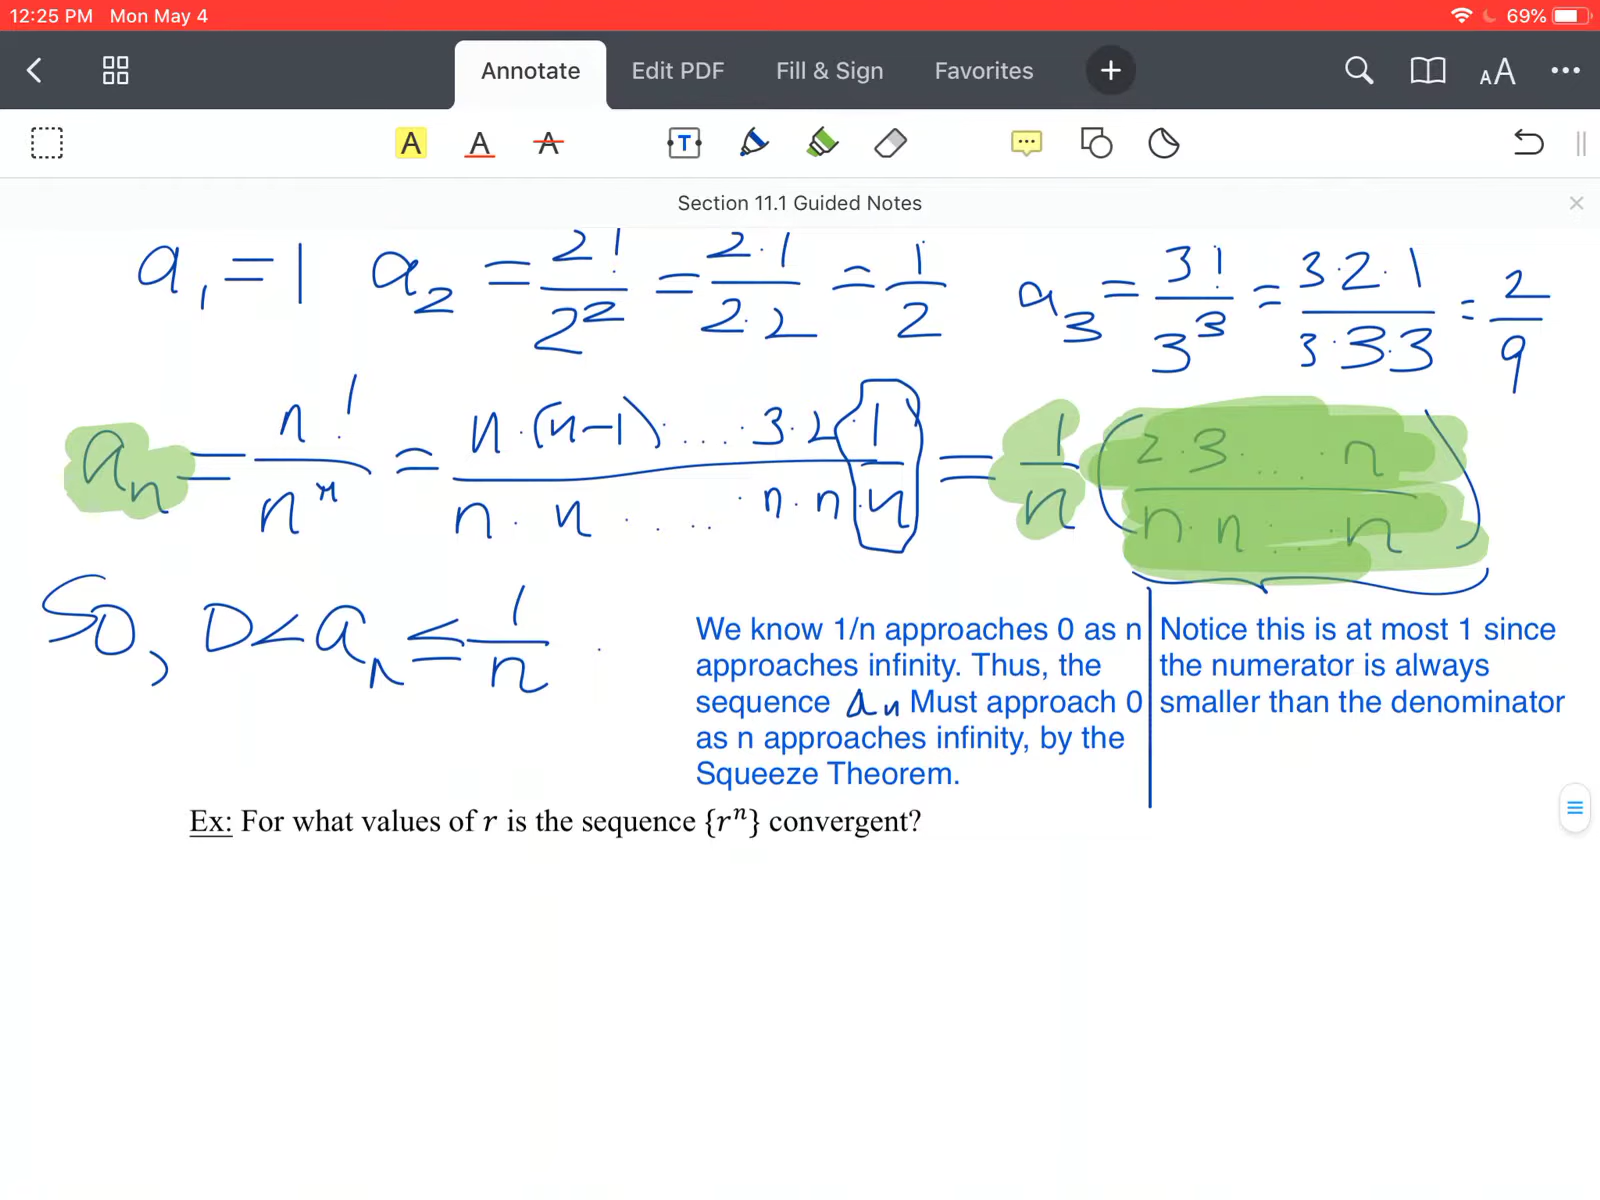 12:25 PM Mon May 4 69%
Annotate Edit PDF Fill & Sign Favorites +
A A A T
Section 11.1 Guided Notes ×
a₁ = 1 a₂ = 2!/2² = 2·1/2·2 = 1/2 a₃ = 3!/3³ = 3·2·1/3·3·3 = 2/9
aₙ = n!/nⁿ = n·(n-1)·...·3·2·1/n·n·....·n·n·n = 1/n (2·3·...·n/n·n·...·n)
So, 0 < aₙ ≤ 1/n.
We know 1/n approaches 0 as n
approaches infinity. Thus, the
sequence aₙ Must approach 0
as n approaches infinity, by the
Squeeze Theorem.
Notice this is at most 1 since
the numerator is always
smaller than the denominator
Ex: For what values of r is the sequence {rⁿ} convergent?